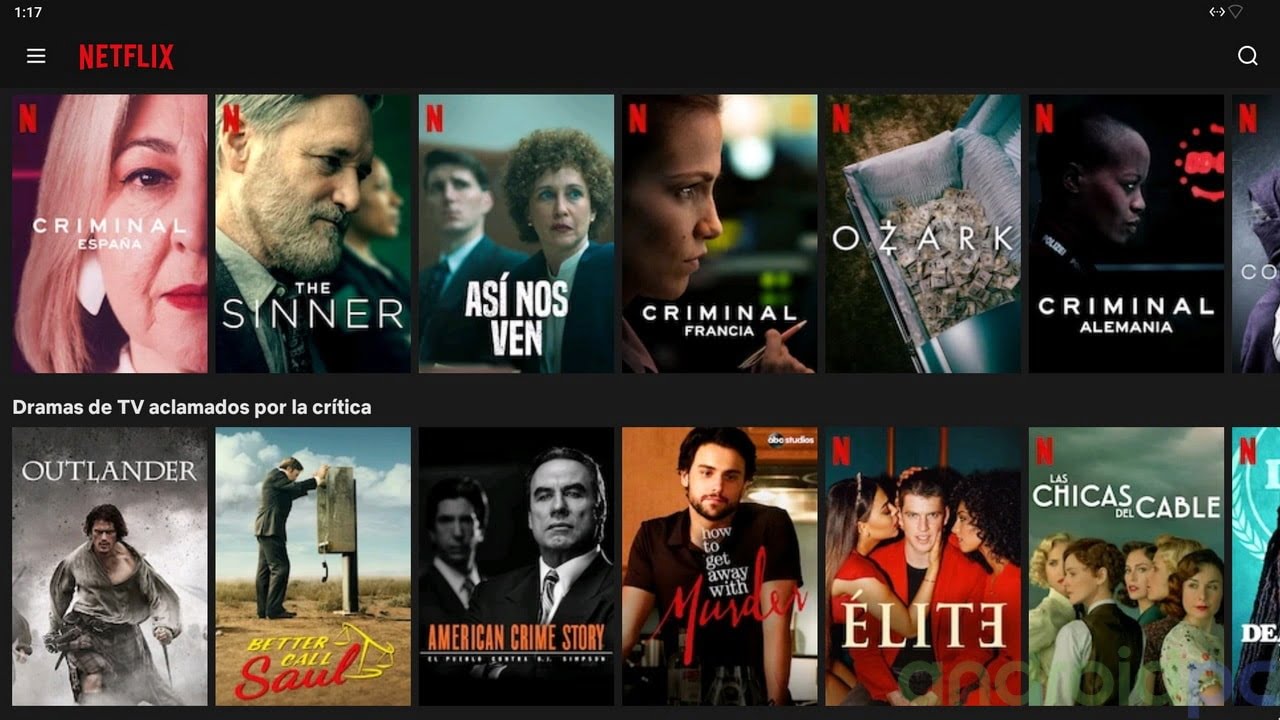 1:17
NETFLIX
N
CRIMINAL
ESPAÑA
N
THE
SINNER
N
ASÍ NOS
VEN
N
CRIMINAL
FRANCIA
N
OZARK
N
POLIZEI
CRIMINAL
ALEMANIA
N
CO
Dramas de TV aclamados por la crítica
OUTLANDER
BETTER
CALL
Saul
AMERICAN CRIME STORY
EL PUEBLO CONTRA O.J. SIMPSON
abc studios
how
to
get
away
with
Murder
N
ÉLITE
N
LAS
CHICAS
DEL CABLE
N
DE
androidpc